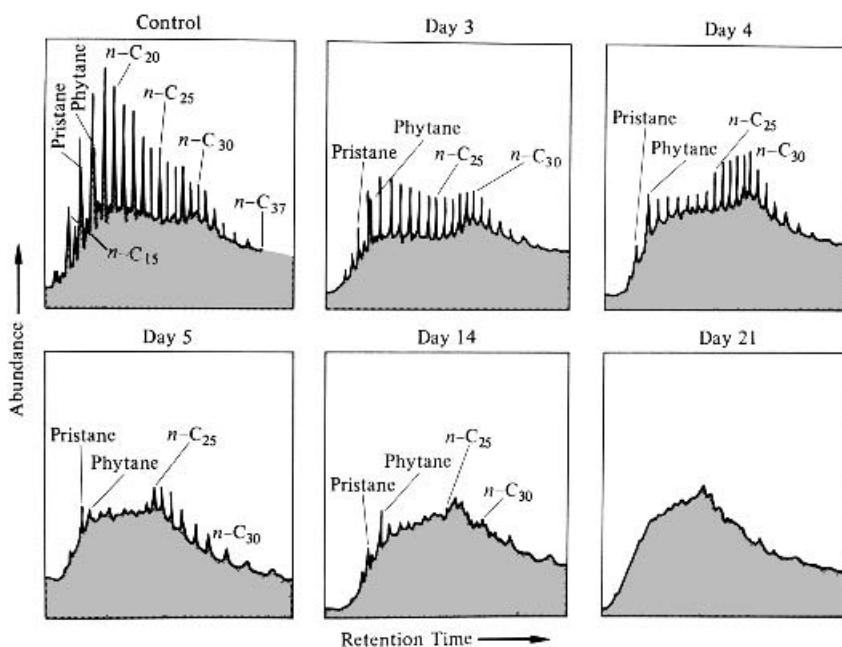 Control
Pristane
Phytane
n–C20
n–C25
n–C30
n–C37
n–C15
Day 3
Pristane
Phytane
n–C25
n–C30
Day 4
Pristane
Phytane
n–C25
n–C30
Abundance
Day 5
Pristane
Phytane
n–C25
n–C30
Day 14
Pristane
Phytane
n–C25
n–C30
Day 21
Retention Time